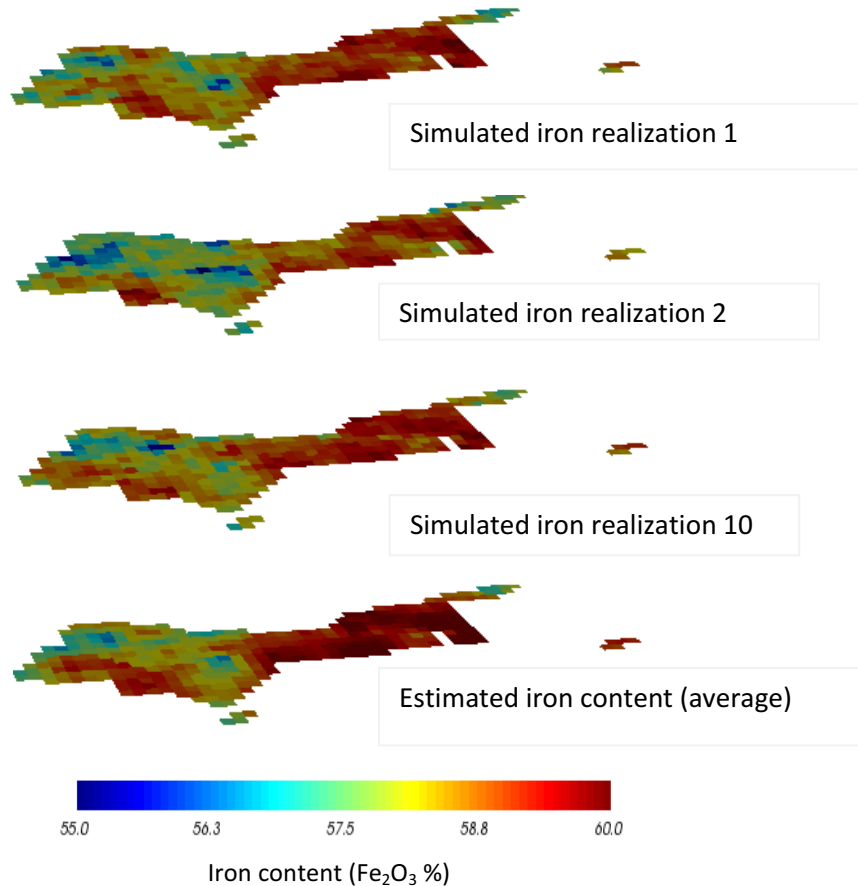 Simulated iron realization 1
Simulated iron realization 2
Simulated iron realization 10
Estimated iron content (average)
55.0 56.3 57.5 58.8 60.0
Iron content (Fe₂O₃ %)